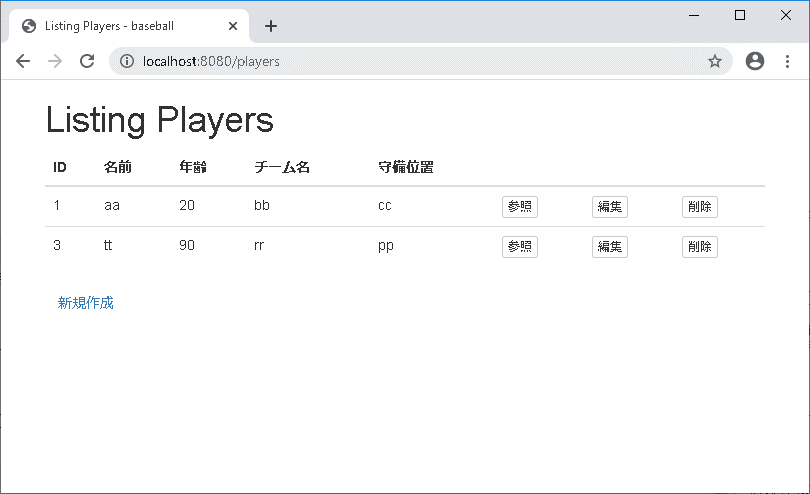 Listing Players - baseball
localhost:8080/players
Listing Players
ID 名前 年齢 チーム名 守備位置
1 aa 20 bb cc 参照 編集 削除
3 tt 90 rr pp 参照 編集 削除
新規作成